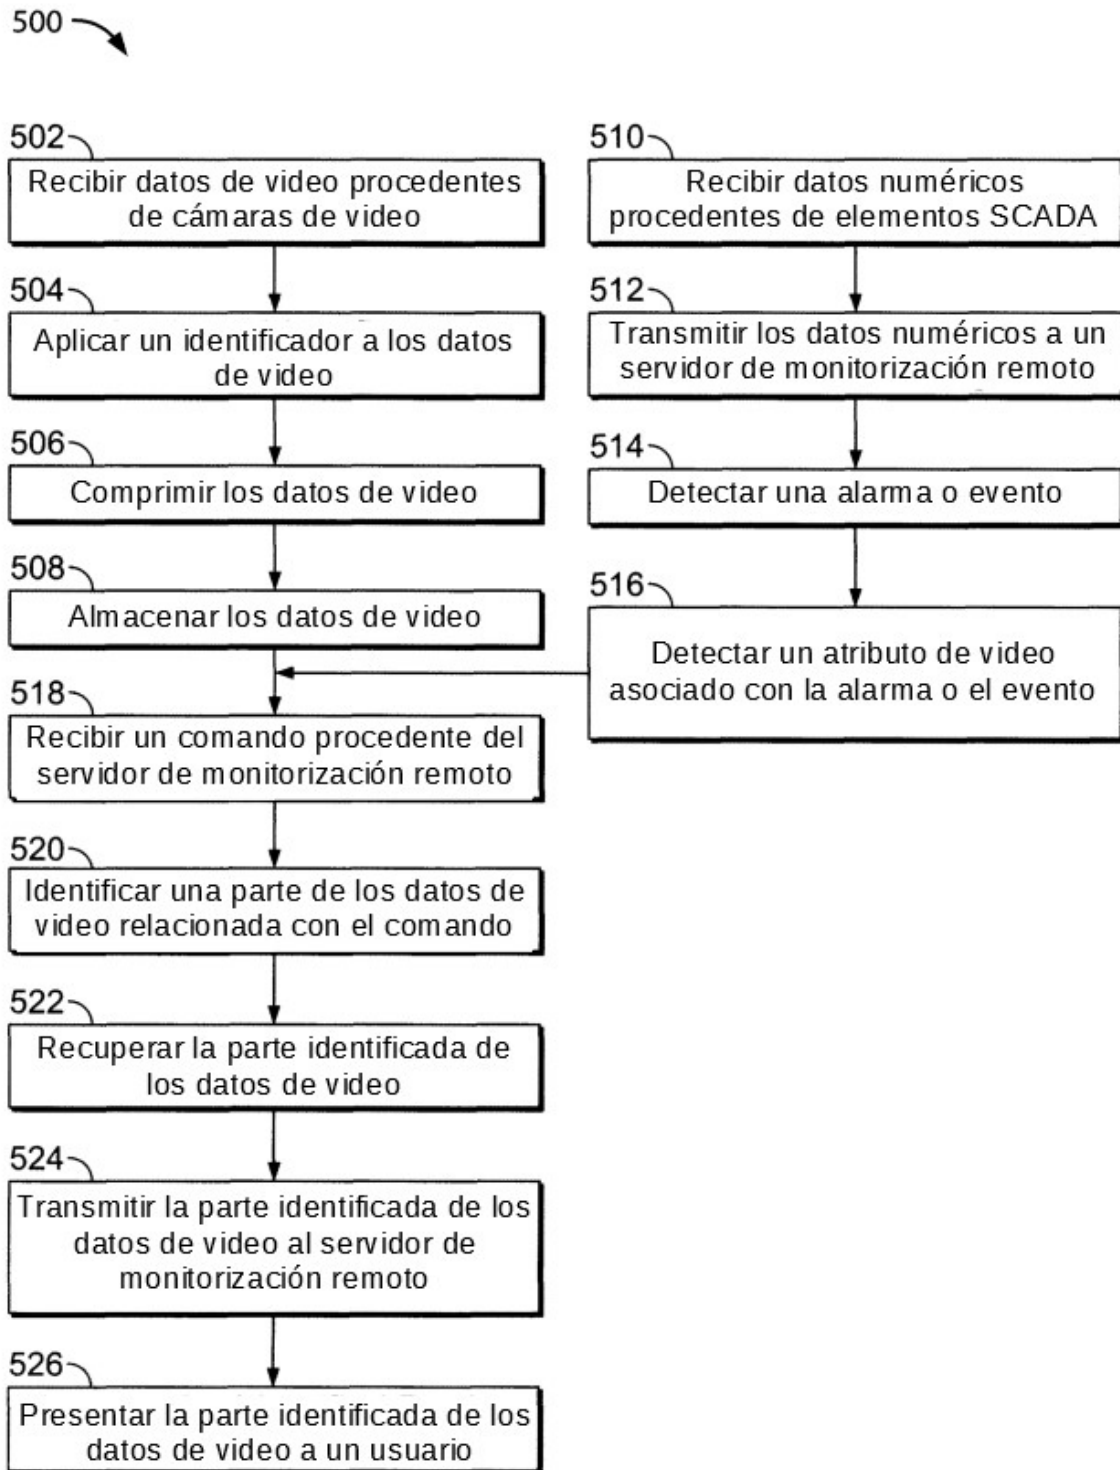 500
502
Recibir datos de video procedentes
de cámaras de video
504
Aplicar un identificador a los datos
de video
506
Comprimir los datos de video
508
Almacenar los datos de video
510
Recibir datos numéricos
procedentes de elementos SCADA
512
Transmitir los datos numéricos a un
servidor de monitorización remoto
514
Detectar una alarma o evento
516
Detectar un atributo de video
asociado con la alarma o el evento
518
Recibir un comando procedente del
servidor de monitorización remoto
520
Identificar una parte de los datos de
video relacionada con el comando
522
Recuperar la parte identificada de
los datos de video
524
Transmitir la parte identificada de los
datos de video al servidor de
monitorización remoto
526
Presentar la parte identificada de los
datos de video a un usuario